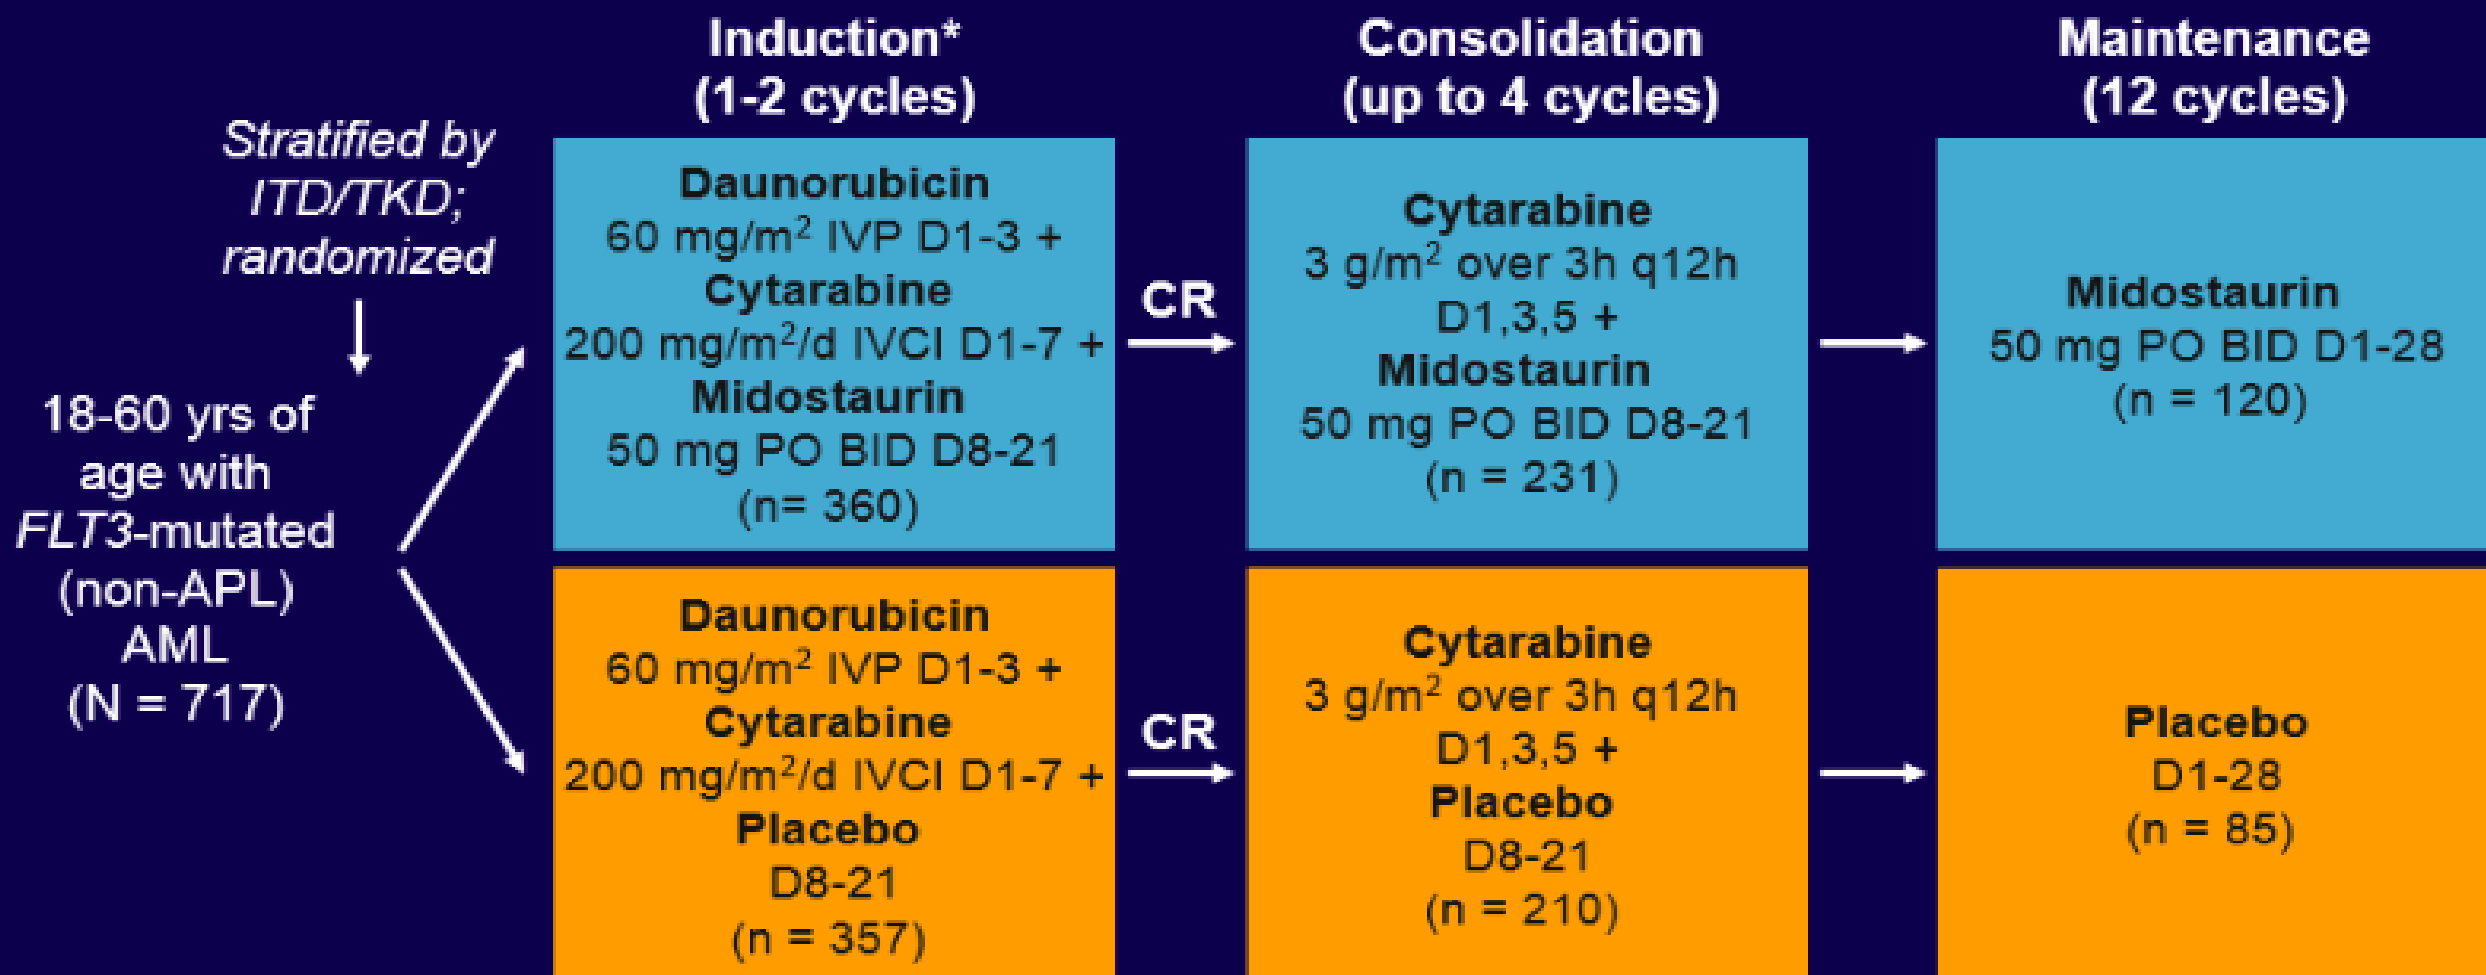 Induction*
(1-2 cycles)
Consolidation
(up to 4 cycles)
Maintenance
(12 cycles)
Stratified by
ITD/TKD;
randomized
18-60 yrs of
age with
FLT3-mutated
(non-APL)
AML
(N = 717)
Daunorubicin
60 mg/m² IVP D1-3 +
Cytarabine
200 mg/m²/d IVCI D1-7 +
Midostaurin
50 mg PO BID D8-21
(n= 360)
CR
Cytarabine
3 g/m² over 3h q12h
D1,3,5 +
Midostaurin
50 mg PO BID D8-21
(n = 231)
Midostaurin
50 mg PO BID D1-28
(n = 120)
Daunorubicin
60 mg/m² IVP D1-3 +
Cytarabine
200 mg/m²/d IVCI D1-7 +
Placebo
D8-21
(n = 357)
CR
Cytarabine
3 g/m² over 3h q12h
D1,3,5 +
Placebo
D8-21
(n = 210)
Placebo
D1-28
(n = 85)